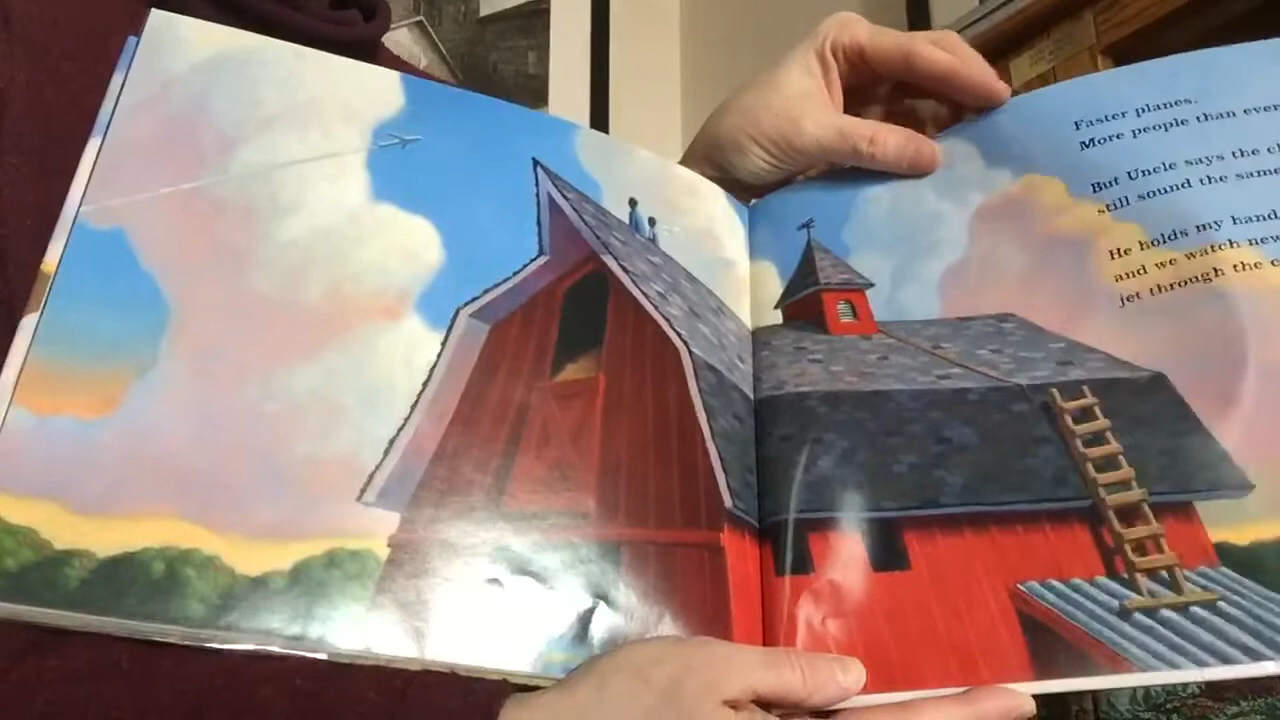 Faster planes.
More people than ever
But Uncle says the
still sound the same
He holds my hand
and we watch new
jet through the